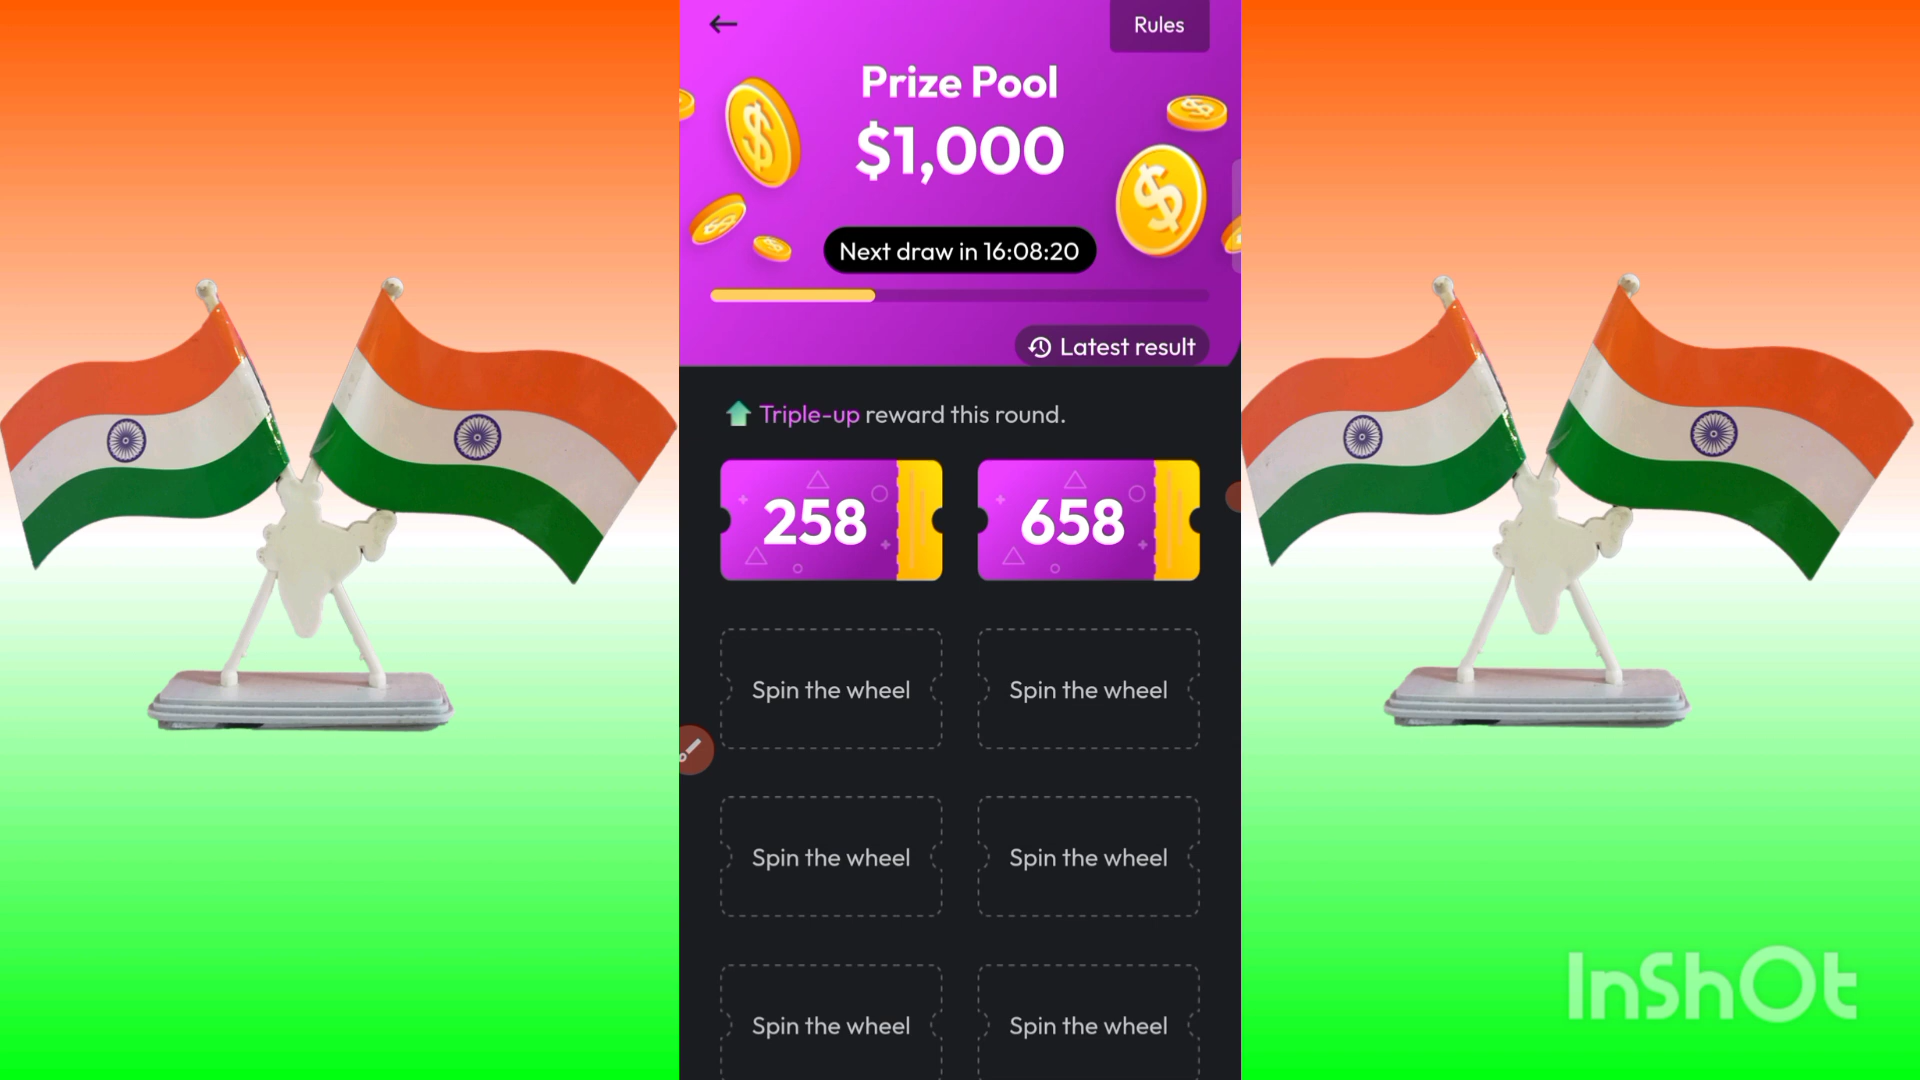 Rules
Prize Pool
$1,000
Next draw in 16:08:20
Latest result
Triple-up reward this round.
258 658
Spin the wheel Spin the wheel
Spin the wheel Spin the wheel
Spin the wheel Spin the wheel
InShOt